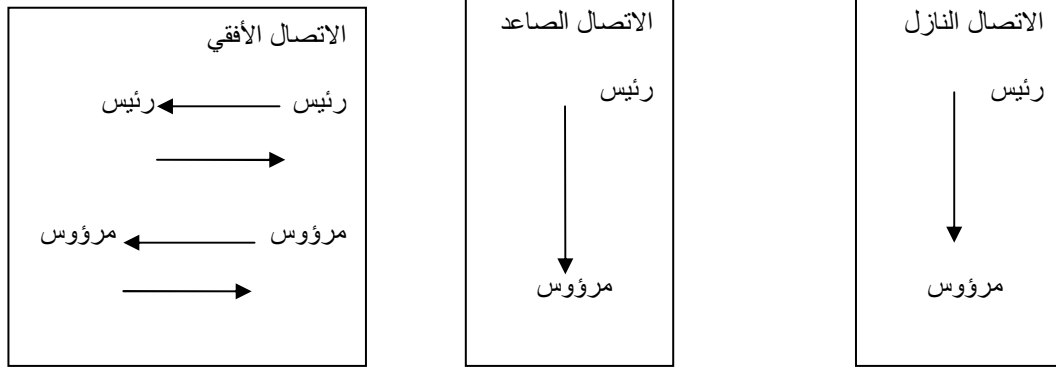 الاتصال النازل
رئيس
مرؤوس
الاتصال الصاعد
رئيس
مرؤوس
الاتصال الأفقي
رئيس رئيس
مرؤوس مرؤوس